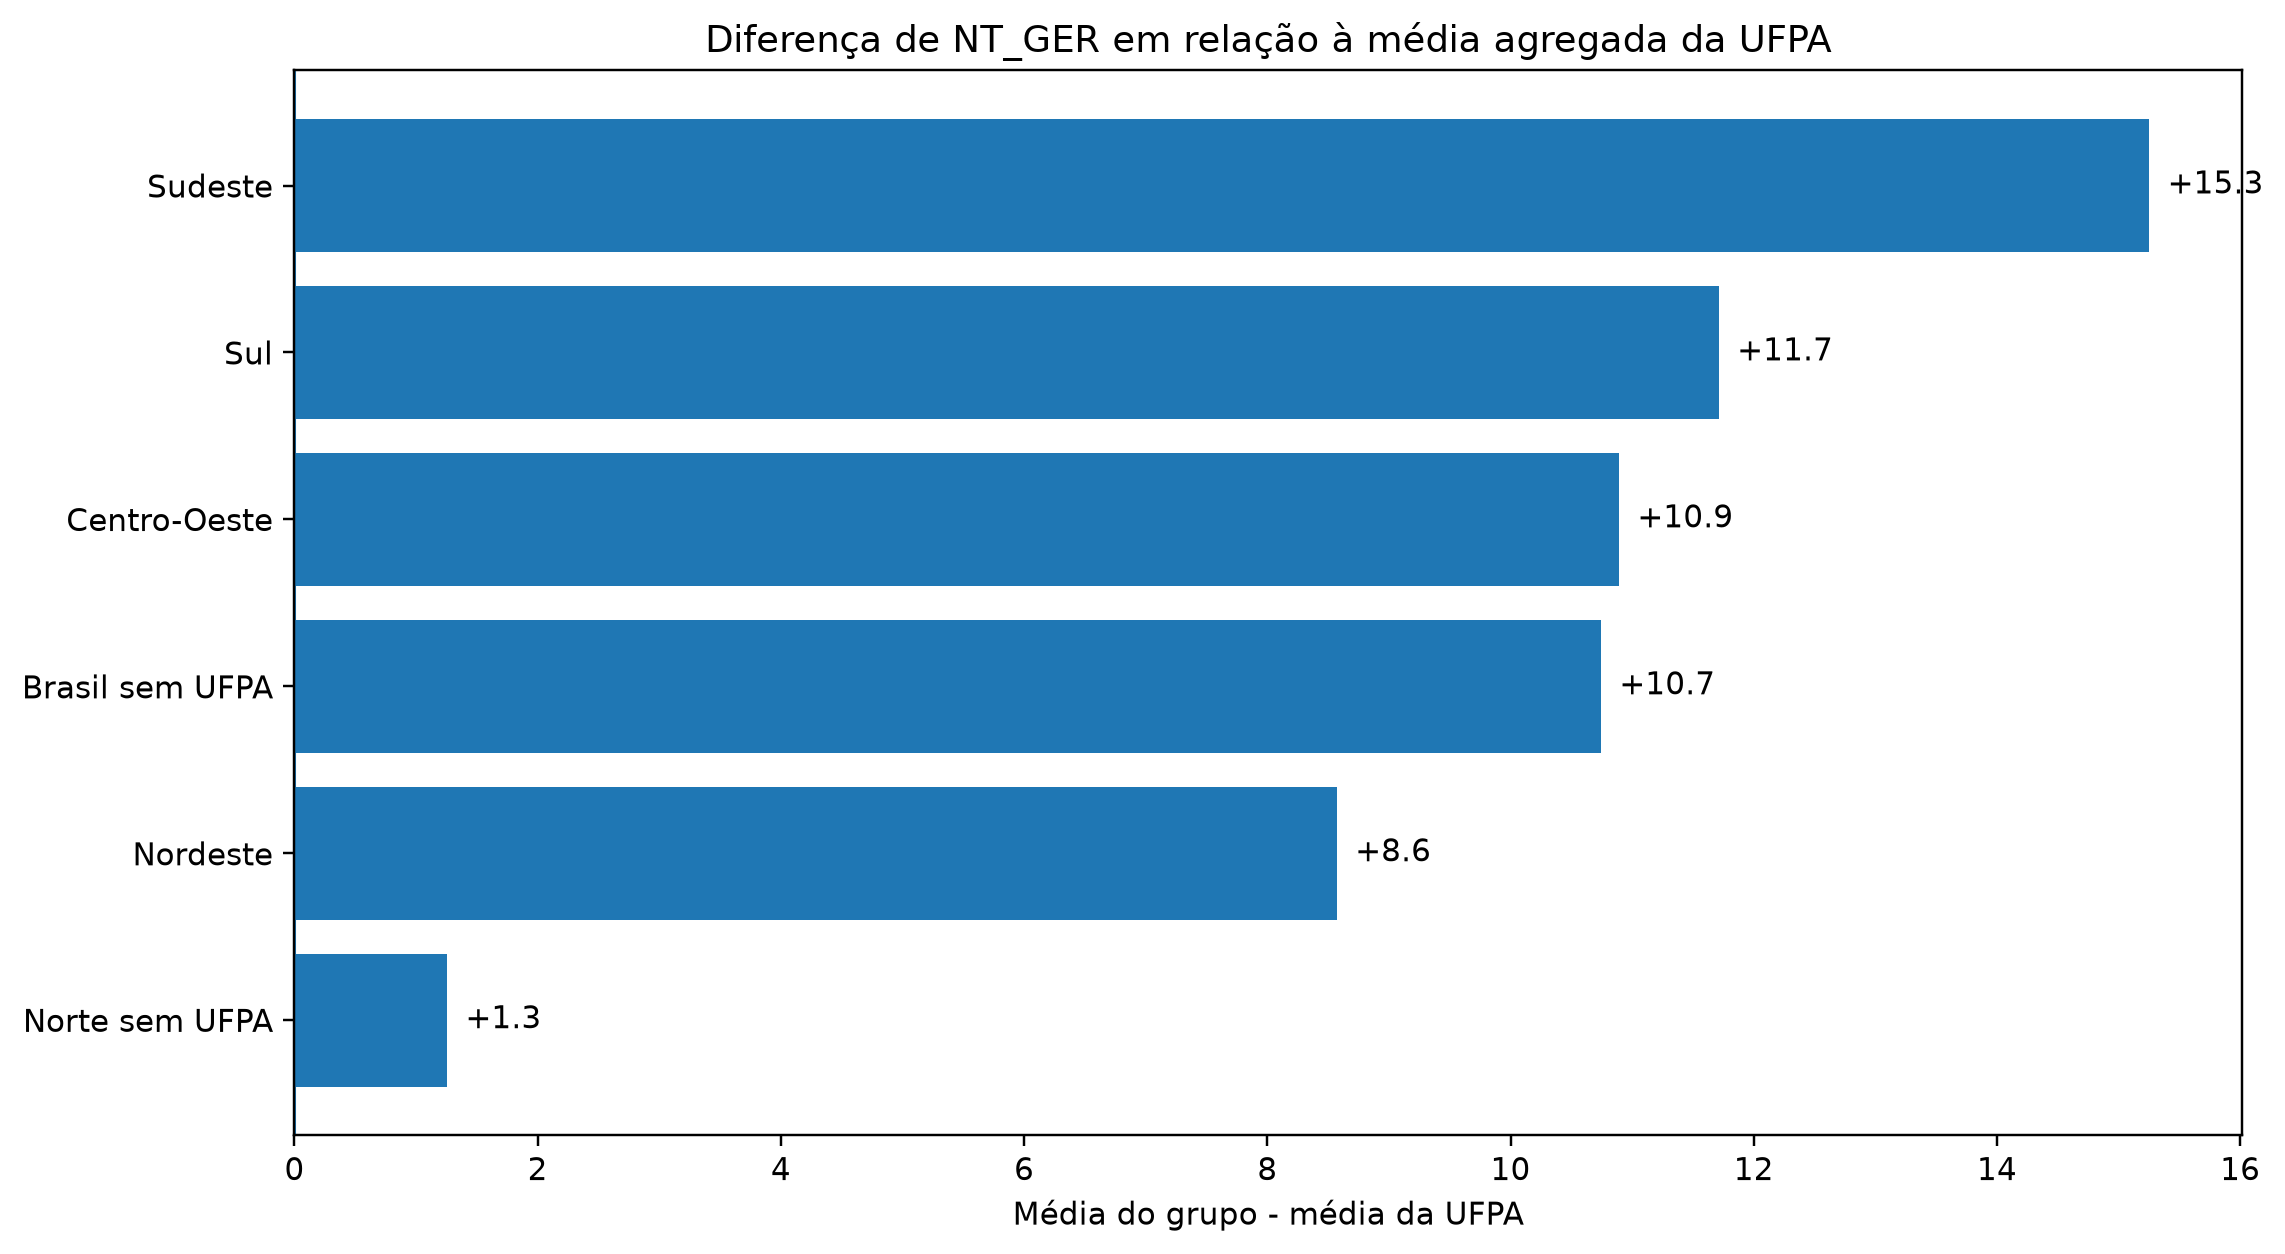 Diferença de NT_GER em relação à média agregada da UFPA
Sudeste +15.3
Sul +11.7
Centro-Oeste +10.9
Brasil sem UFPA +10.7
Nordeste +8.6
Norte sem UFPA +1.3
0 2 4 6 8 10 12 14 16
Média do grupo - média da UFPA